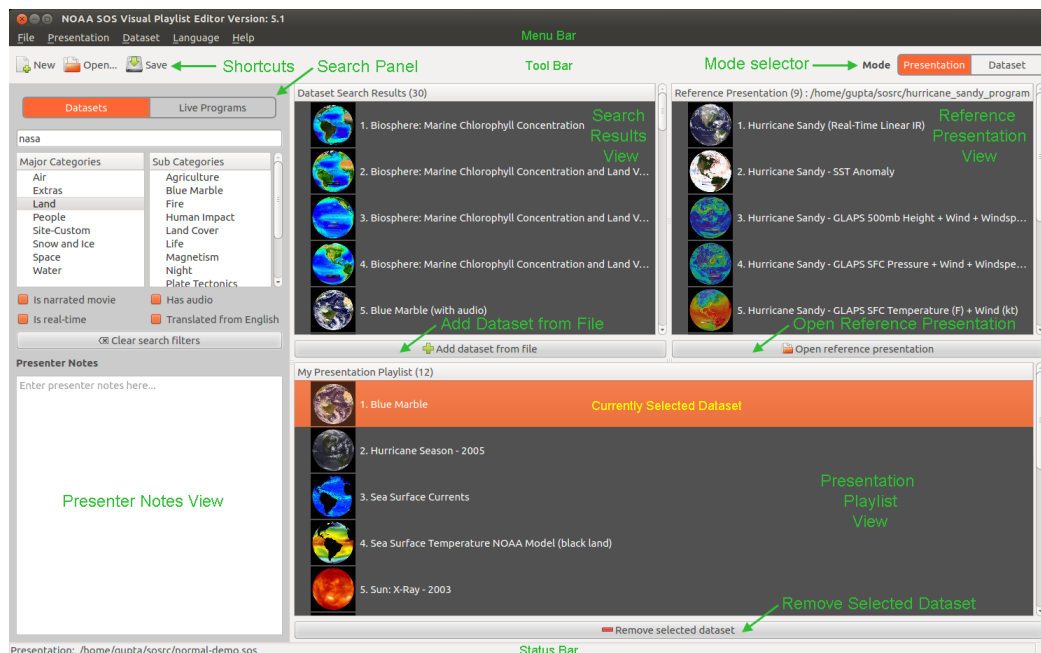 NOAA SOS Visual Playlist Editor Version: 5.1
File Presentation Dataset Language Help
Menu Bar
New Open... Save
Shortcuts
Search Panel
Tool Bar
Mode selector
Mode Presentation Dataset
Datasets Live Programs
nasa
Major Categories
Air
Extras
Land
People
Site-Custom
Snow and Ice
Space
Water
Sub Categories
Agriculture
Blue Marble
Fire
Human Impact
Land Cover
Life
Magnetism
Night
Plate Tectonics
Is narrated movie
Has audio
Is real-time
Translated from English
Clear search filters
Presenter Notes
Enter presenter notes here...
Presenter Notes View
Dataset Search Results (30)
1. Biosphere: Marine Chlorophyll Concentration
2. Biosphere: Marine Chlorophyll Concentration and Land V...
3. Biosphere: Marine Chlorophyll Concentration and Land V...
4. Biosphere: Marine Chlorophyll Concentration and Land V...
5. Blue Marble (with audio)
Search
Results
View
Add Dataset from File
Add dataset from file
Reference Presentation (9) : /home/gupta/sosrc/hurricane_sandy_program
1. Hurricane Sandy (Real-Time Linear IR)
2. Hurricane Sandy - SST Anomaly
3. Hurricane Sandy - GLAPS 500mb Height + Wind + Windsp...
4. Hurricane Sandy - GLAPS SFC Pressure + Wind + Windspe...
5. Hurricane Sandy - GLAPS SFC Temperature (F) + Wind (kt)
Reference
Presentation
View
Open Reference Presentation
Open reference presentation
My Presentation Playlist (12)
1. Blue Marble
Currently Selected Dataset
2. Hurricane Season - 2005
3. Sea Surface Currents
4. Sea Surface Temperature NOAA Model (black land)
5. Sun: X-Ray - 2003
Presentation
Playlist
View
Remove Selected Dataset
Remove selected dataset
Presentation: /home/gupta/sosrc/normal-demo.sos
Status Bar